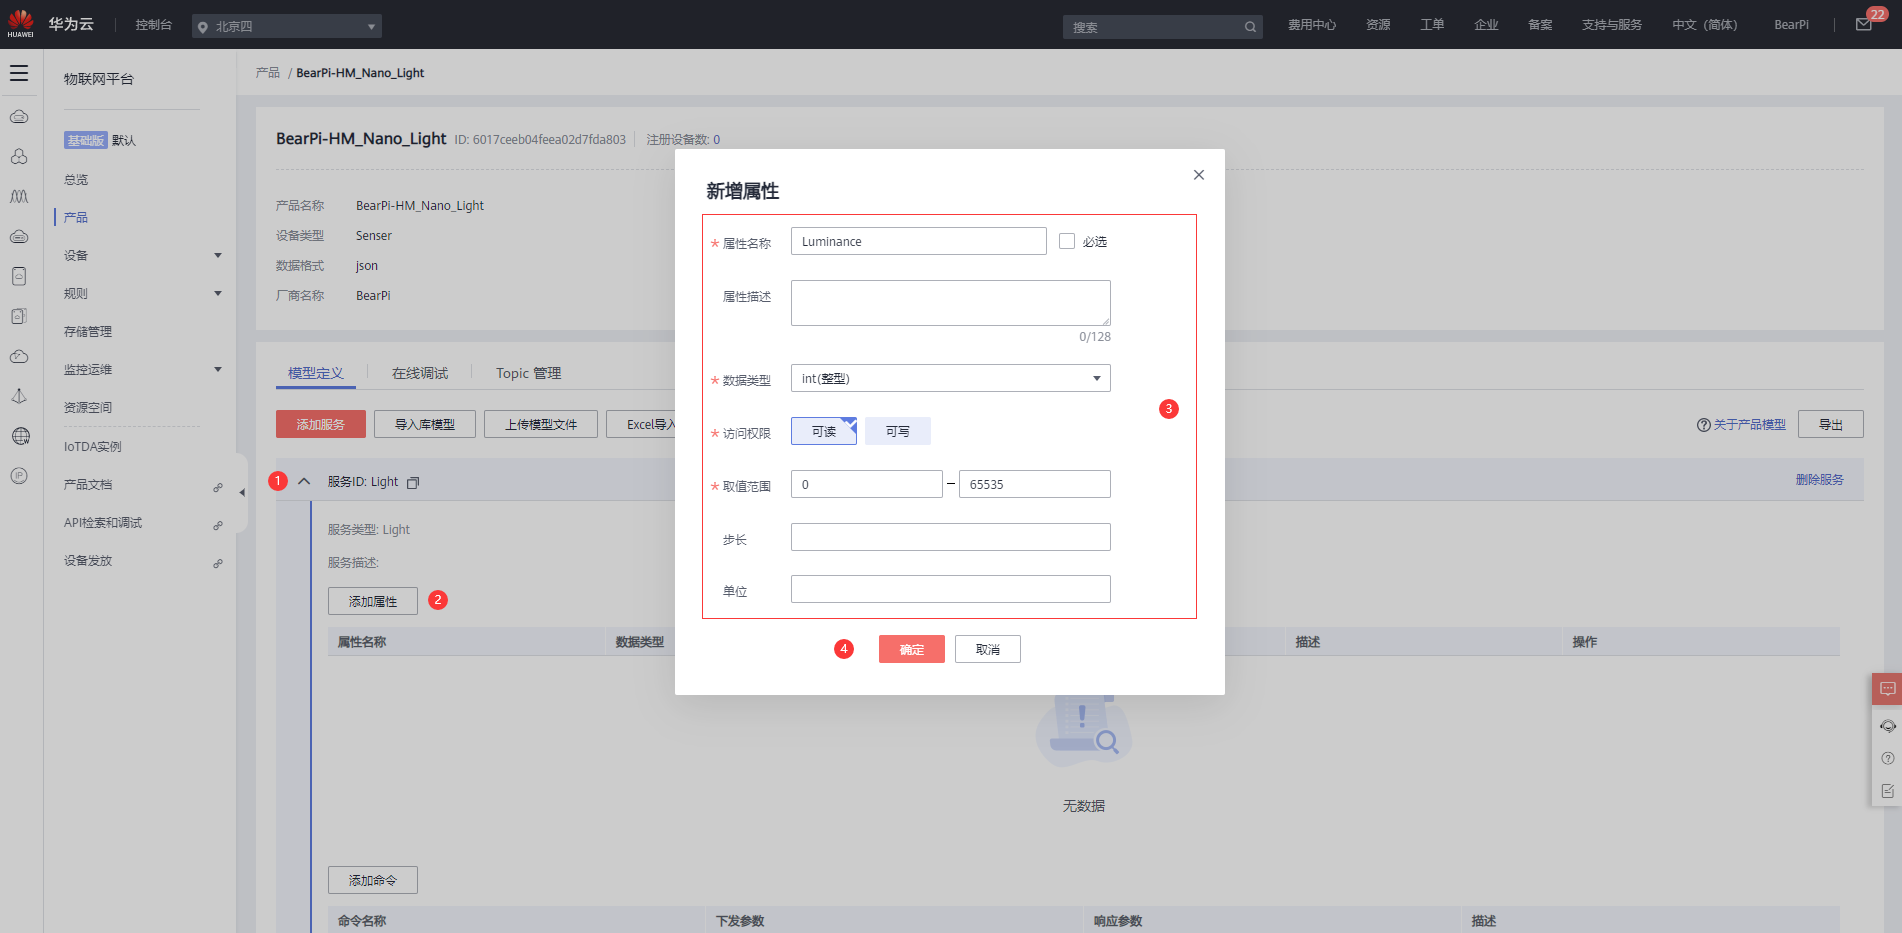 HUAWEI 华为云 控制台 北京四 搜索 费用中心 资源 工单 企业 备案 支持与服务 中文（简体） BearPi 22
物联网平台
基础版 默认
总览
产品
设备
规则
存储管理
监控运维
资源空间
IoTDA实例
产品文档
API检索和调试
设备发放
产品 / BearPi-HM_Nano_Light
BearPi-HM_Nano_Light ID: 6017ceeb04feea02d7fda803 注册设备数: 0
产品名称 BearPi-HM_Nano_Light
设备类型 Senser
数据格式 json
厂商名称 BearPi
模型定义 在线调试 Topic 管理
添加服务 导入库模型 上传模型文件 Excel导入 关于产品模型 导出
1 服务ID: Light 删除服务
服务类型: Light
服务描述:
添加属性 2
属性名称 数据类型 描述 操作
无数据
添加命令
命令名称 下发参数 响应参数 描述
新增属性
* 属性名称 Luminance 必选
属性描述
0/128
* 数据类型 int(整型)
3
* 访问权限 可读 可写
* 取值范围 0 – 65535
步长
单位
4 确定 取消
IP